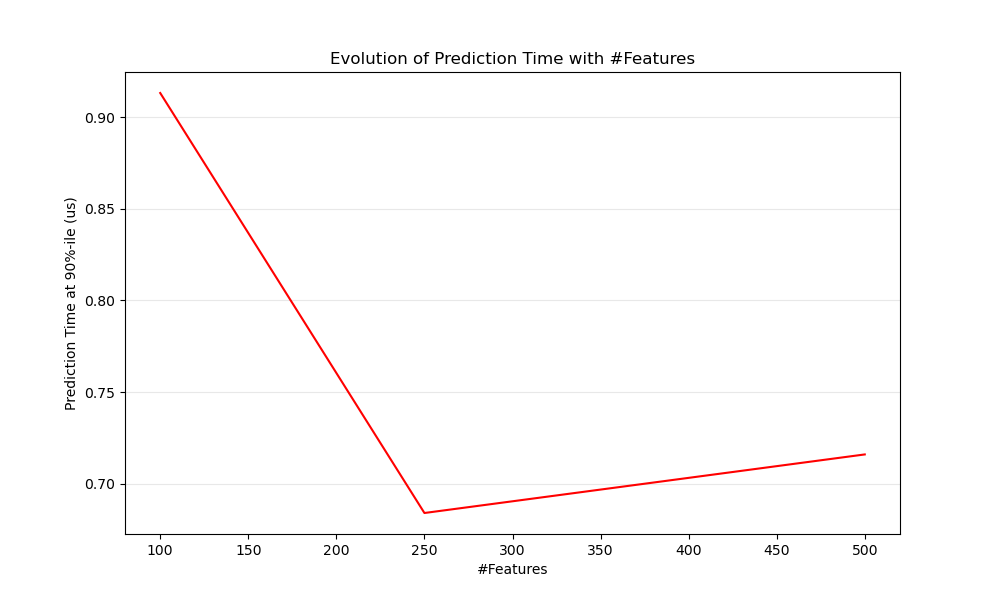 Evolution of Prediction Time with #Features
Prediction Time at 90%-ile (us)
0.90
0.85
0.80
0.75
0.70
100 150 200 250 300 350 400 450 500
#Features